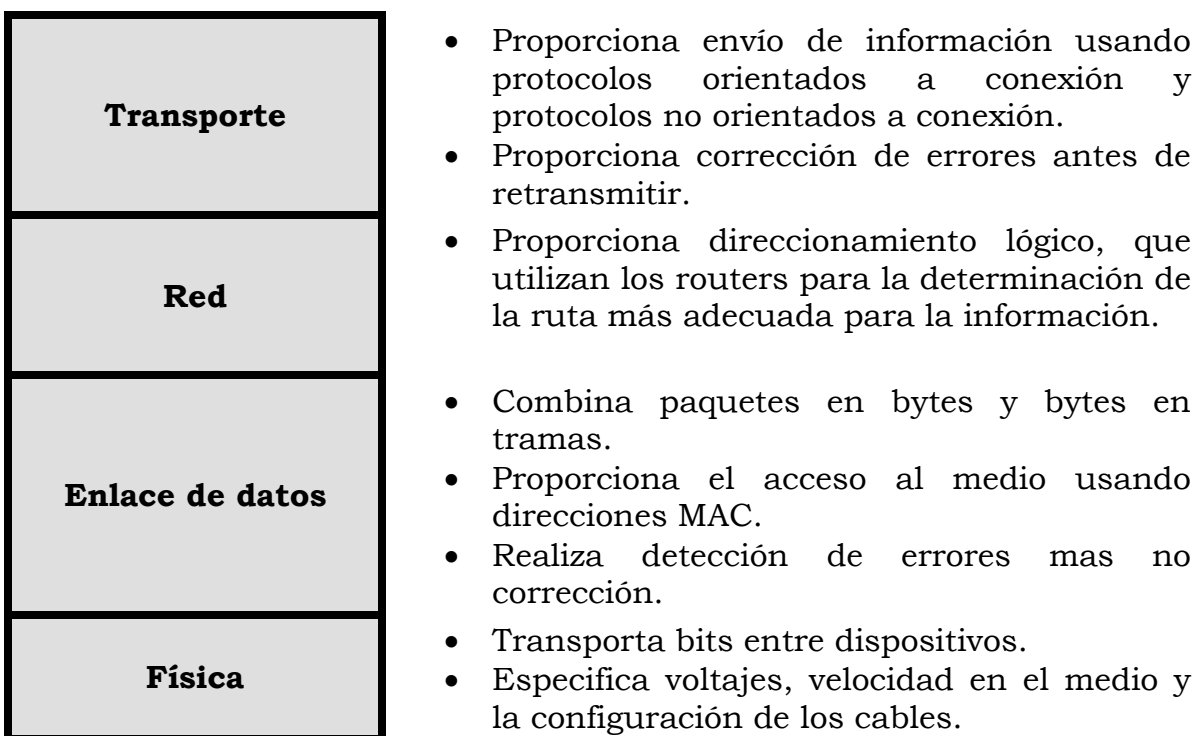 Transporte
• Proporciona envío de información usando
protocolos orientados a conexión y
protocolos no orientados a conexión.
• Proporciona corrección de errores antes de
retransmitir.
Red
• Proporciona direccionamiento lógico, que
utilizan los routers para la determinación de
la ruta más adecuada para la información.
Enlace de datos
• Combina paquetes en bytes y bytes en
tramas.
• Proporciona el acceso al medio usando
direcciones MAC.
• Realiza detección de errores mas no
corrección.
Física
• Transporta bits entre dispositivos.
• Especifica voltajes, velocidad en el medio y
la configuración de los cables.